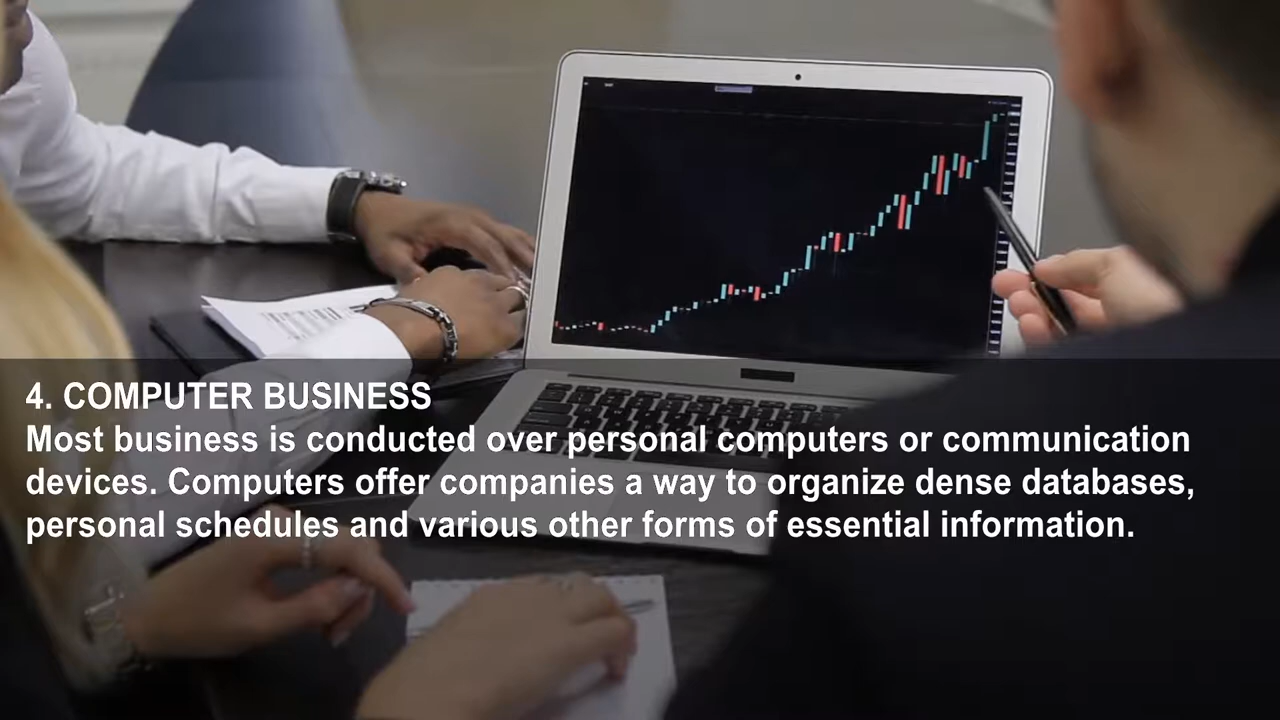 4. COMPUTER BUSINESS
Most business is conducted over personal computers or communication
devices. Computers offer companies a way to organize dense databases,
personal schedules and various other forms of essential information.